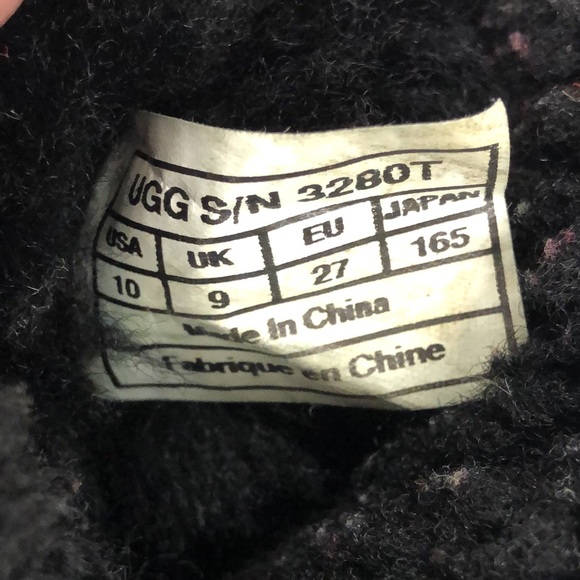 UGG S/N 3280T
USA UK EU JAPAN
10 9 27 165
Made In China
Fabrique en Chine